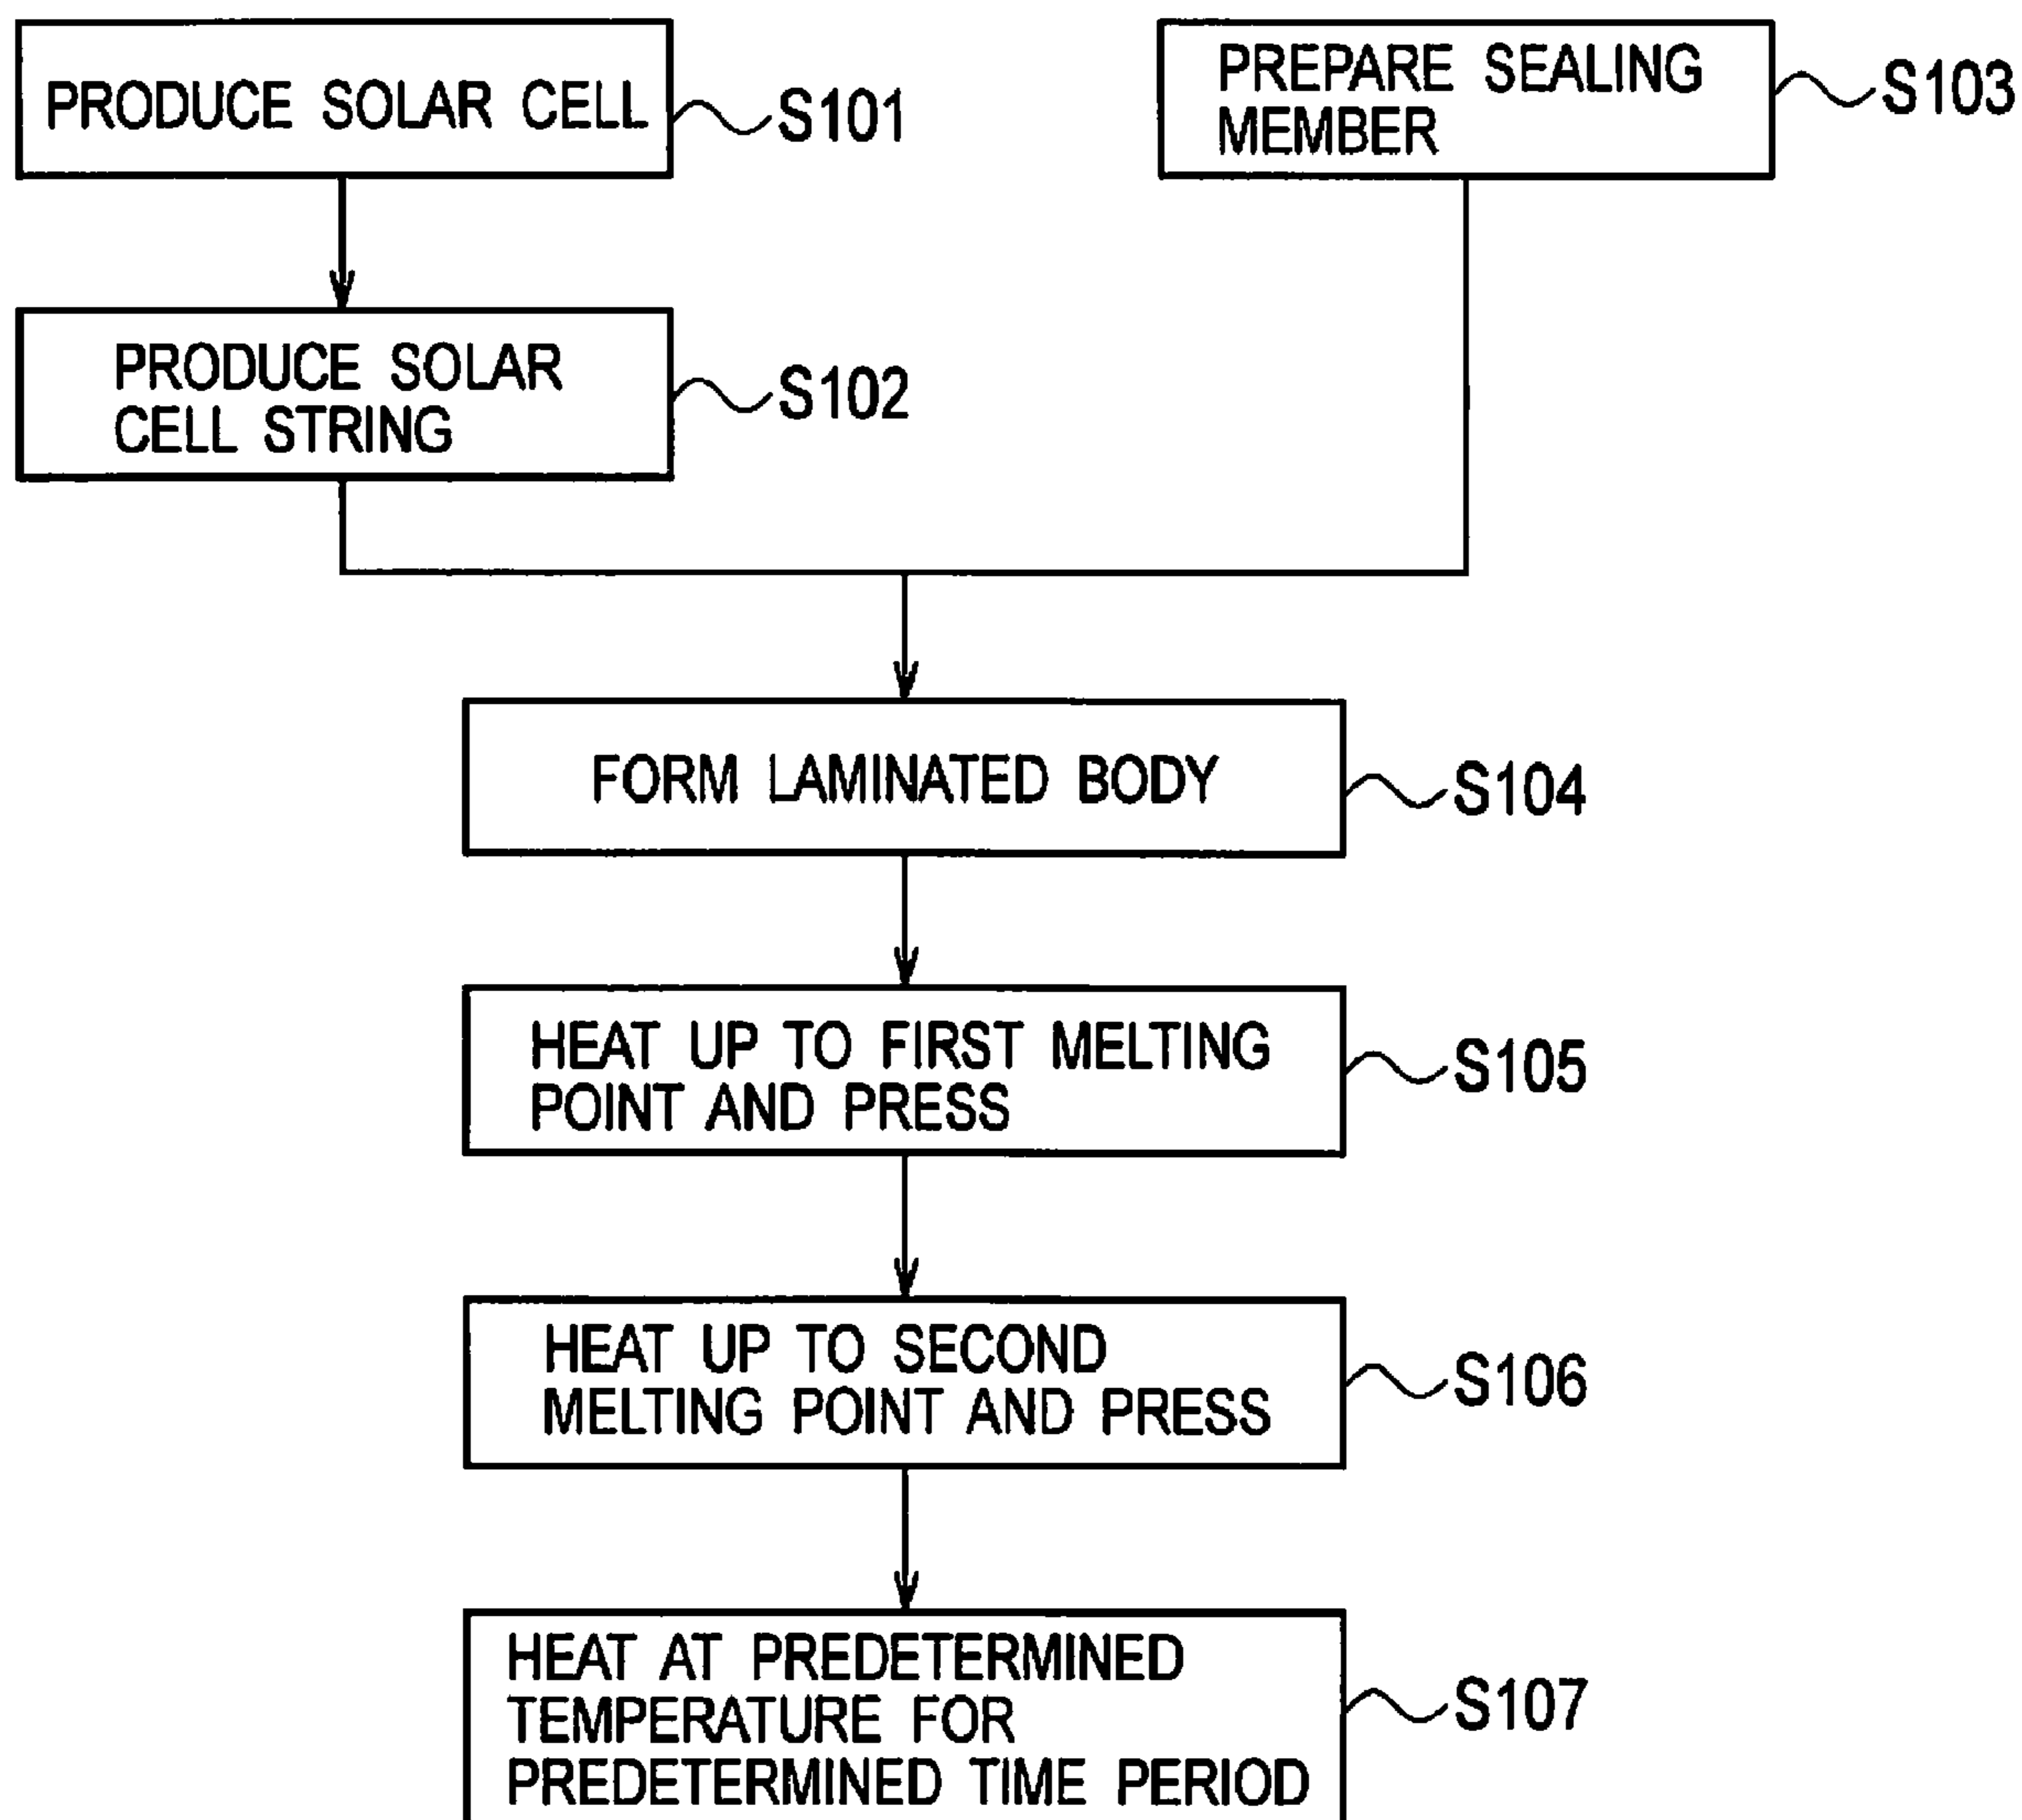 PRODUCE SOLAR CELL
S101
PREPARE SEALING
MEMBER
S103
PRODUCE SOLAR
CELL STRING
S102
FORM LAMINATED BODY
S104
HEAT UP TO FIRST MELTING
POINT AND PRESS
S105
HEAT UP TO SECOND
MELTING POINT AND PRESS
S106
HEAT AT PREDETERMINED
TEMPERATURE FOR
PREDETERMINED TIME PERIOD
S107